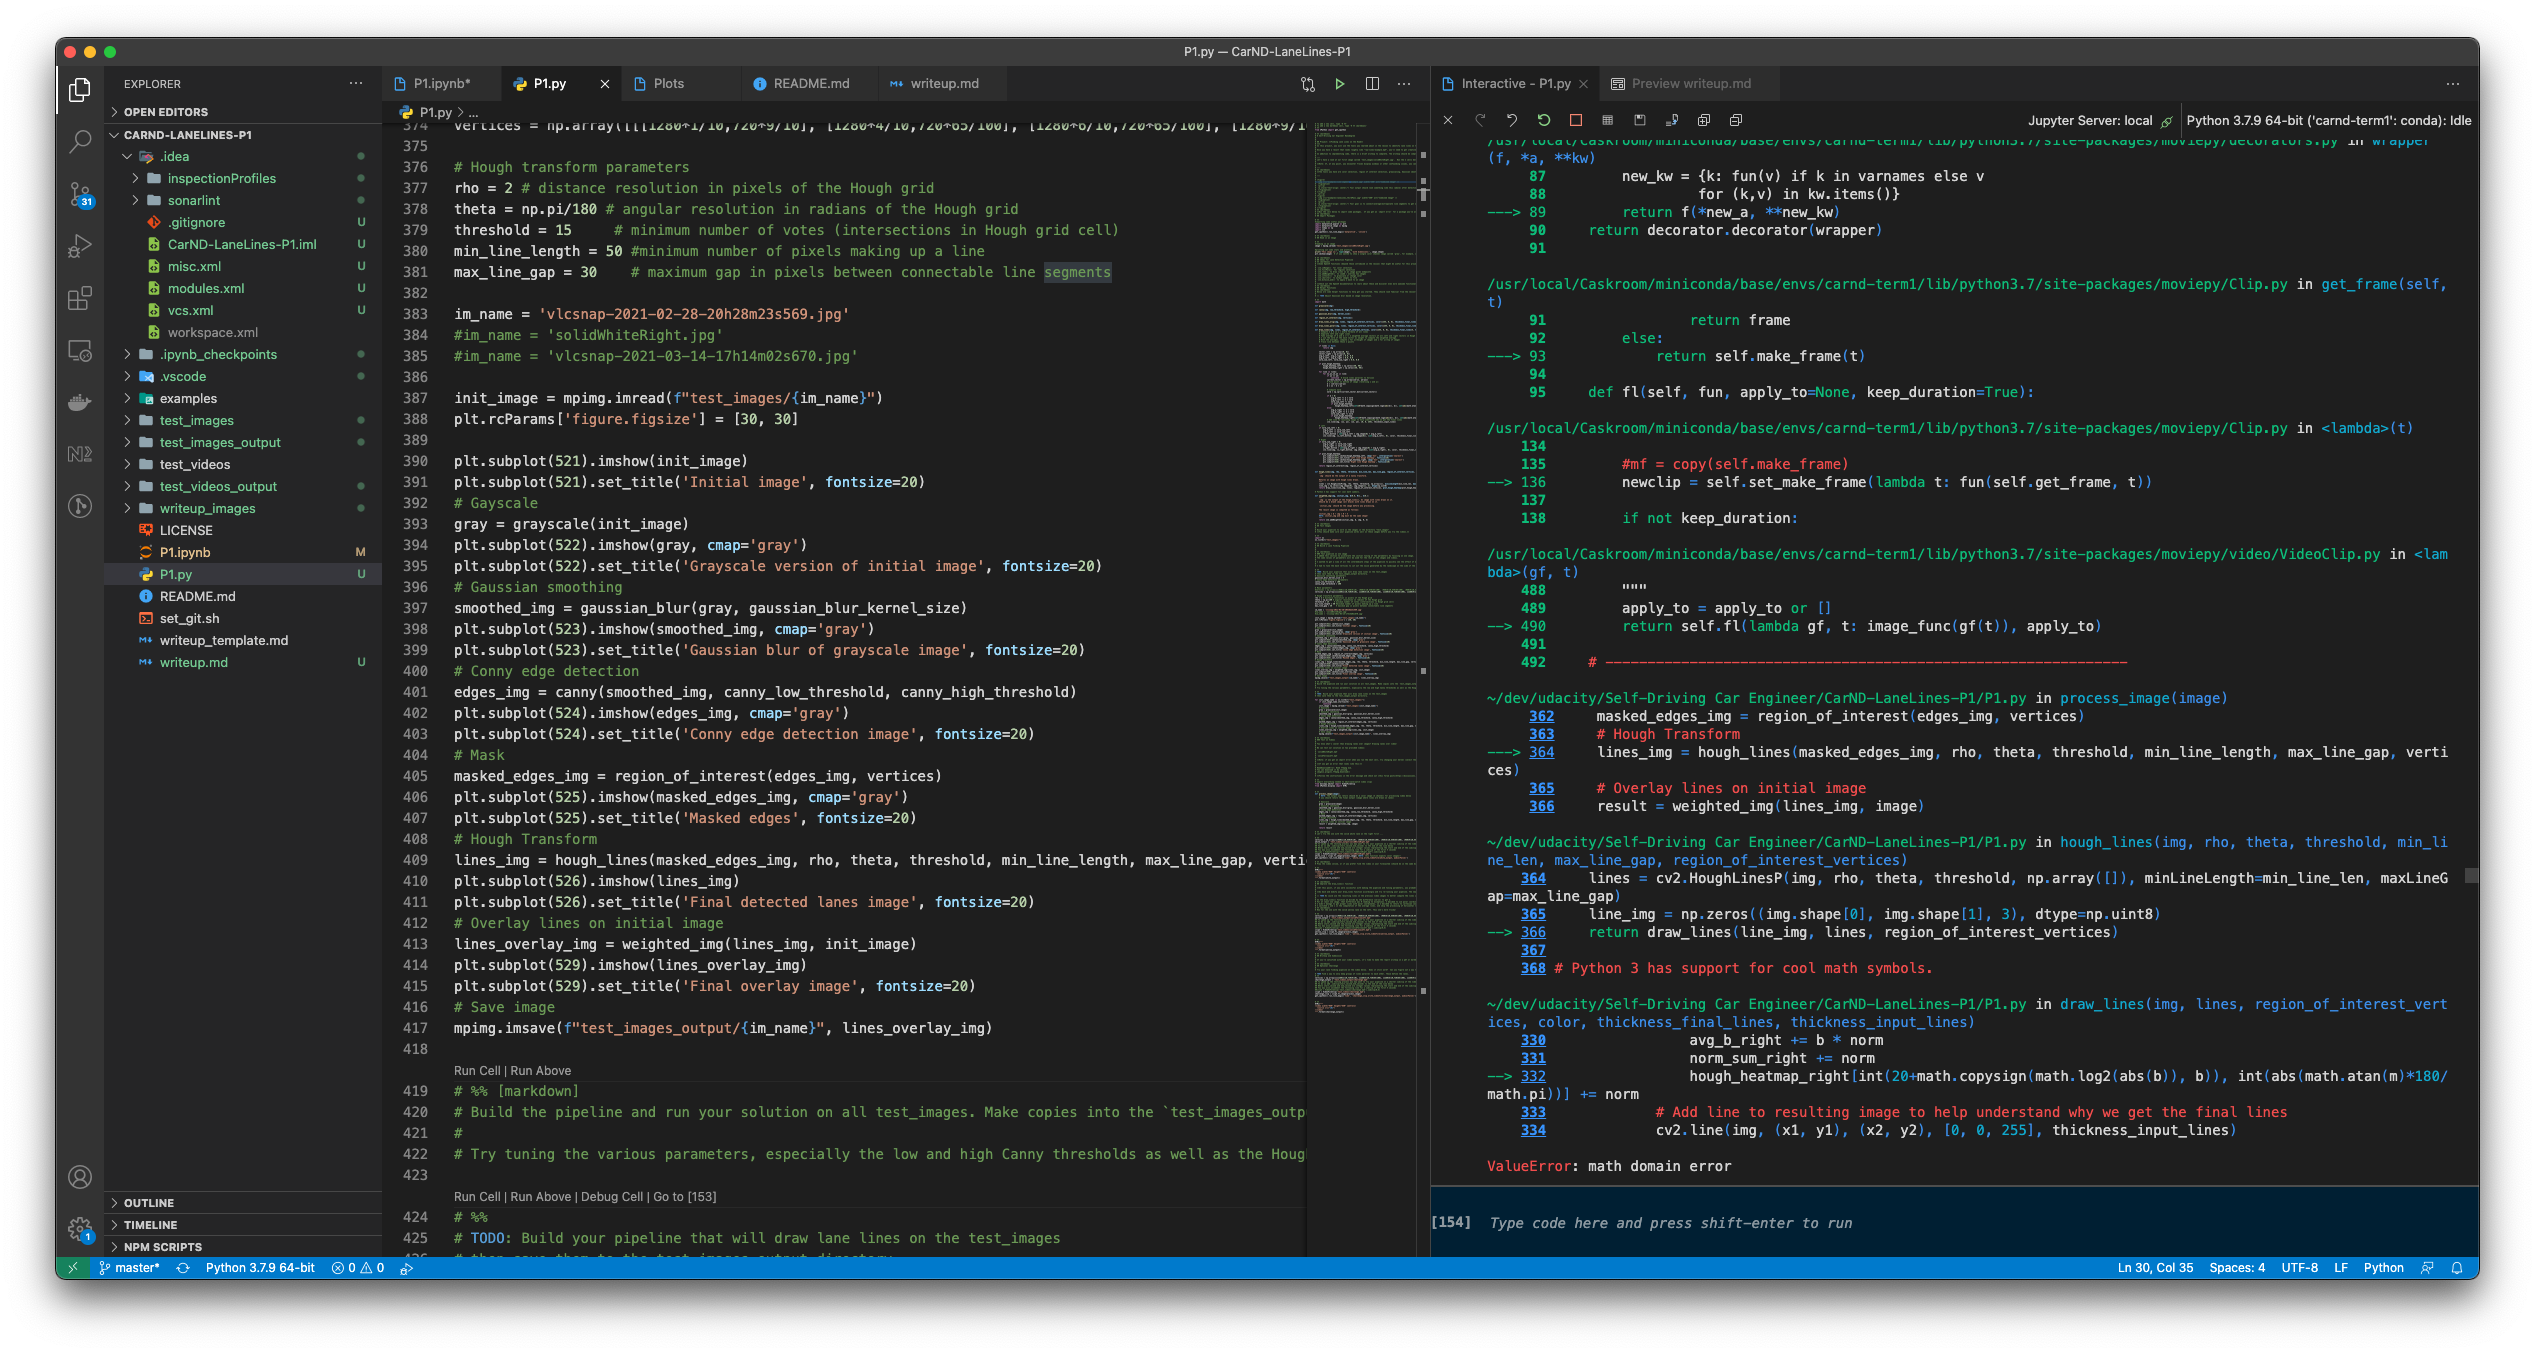 P1.py — CarND-LaneLines-P1
EXPLORER
OPEN EDITORS
CARND-LANELINES-P1
.idea
inspectionProfiles
sonarlint
.gitignore U
CarND-LaneLines-P1.iml U
misc.xml U
modules.xml U
vcs.xml U
workspace.xml
.ipynb_checkpoints
.vscode
examples
test_images
test_images_output
test_videos
test_videos_output
writeup_images
LICENSE
P1.ipynb M
P1.py U
README.md
set_git.sh
writeup_template.md
writeup.md U
OUTLINE
TIMELINE
NPM SCRIPTS
31
1
P1.ipynb* P1.py Plots README.md writeup.md
P1.py > ...
374 vertices = np.array([[[1280*1/10,720*9/10], [1280*4/10,720*65/100], [1280*6/10,720*65/100], [1280*9/1
375
376 # Hough transform parameters
377 rho = 2 # distance resolution in pixels of the Hough grid
378 theta = np.pi/180 # angular resolution in radians of the Hough grid
379 threshold = 15 # minimum number of votes (intersections in Hough grid cell)
380 min_line_length = 50 #minimum number of pixels making up a line
381 max_line_gap = 30 # maximum gap in pixels between connectable line segments
382
383 im_name = 'vlcsnap-2021-02-28-20h28m23s569.jpg'
384 #im_name = 'solidWhiteRight.jpg'
385 #im_name = 'vlcsnap-2021-03-14-17h14m02s670.jpg'
386
387 init_image = mpimg.imread(f"test_images/{im_name}")
388 plt.rcParams['figure.figsize'] = [30, 30]
389
390 plt.subplot(521).imshow(init_image)
391 plt.subplot(521).set_title('Initial image', fontsize=20)
392 # Gayscale
393 gray = grayscale(init_image)
394 plt.subplot(522).imshow(gray, cmap='gray')
395 plt.subplot(522).set_title('Grayscale version of initial image', fontsize=20)
396 # Gaussian smoothing
397 smoothed_img = gaussian_blur(gray, gaussian_blur_kernel_size)
398 plt.subplot(523).imshow(smoothed_img, cmap='gray')
399 plt.subplot(523).set_title('Gaussian blur of grayscale image', fontsize=20)
400 # Conny edge detection
401 edges_img = canny(smoothed_img, canny_low_threshold, canny_high_threshold)
402 plt.subplot(524).imshow(edges_img, cmap='gray')
403 plt.subplot(524).set_title('Conny edge detection image', fontsize=20)
404 # Mask
405 masked_edges_img = region_of_interest(edges_img, vertices)
406 plt.subplot(525).imshow(masked_edges_img, cmap='gray')
407 plt.subplot(525).set_title('Masked edges', fontsize=20)
408 # Hough Transform
409 lines_img = hough_lines(masked_edges_img, rho, theta, threshold, min_line_length, max_line_gap, verti
410 plt.subplot(526).imshow(lines_img)
411 plt.subplot(526).set_title('Final detected lanes image', fontsize=20)
412 # Overlay lines on initial image
413 lines_overlay_img = weighted_img(lines_img, init_image)
414 plt.subplot(529).imshow(lines_overlay_img)
415 plt.subplot(529).set_title('Final overlay image', fontsize=20)
416 # Save image
417 mpimg.imsave(f"test_images_output/{im_name}", lines_overlay_img)
418
Run Cell | Run Above
419 # %% [markdown]
420 # Build the pipeline and run your solution on all test_images. Make copies into the `test_images_outp
421 #
422 # Try tuning the various parameters, especially the low and high Canny thresholds as well as the Houg
423
Run Cell | Run Above | Debug Cell | Go to [153]
424 # %%
425 # TODO: Build your pipeline that will draw lane lines on the test_images
426 # then save them to the test_images_output directory.
Interactive - P1.py Preview writeup.md
Jupyter Server: local Python 3.7.9 64-bit ('carnd-term1': conda): Idle
/usr/local/Caskroom/miniconda/base/envs/carnd-term1/lib/python3.7/site-packages/moviepy/decorators.py in wrapper
(f, *a, **kw)
87 new_kw = {k: fun(v) if k in varnames else v
88 for (k,v) in kw.items()}
---> 89 return f(*new_a, **new_kw)
90 return decorator.decorator(wrapper)
91
/usr/local/Caskroom/miniconda/base/envs/carnd-term1/lib/python3.7/site-packages/moviepy/Clip.py in get_frame(self,
t)
91 return frame
92 else:
---> 93 return self.make_frame(t)
94
95 def fl(self, fun, apply_to=None, keep_duration=True):
/usr/local/Caskroom/miniconda/base/envs/carnd-term1/lib/python3.7/site-packages/moviepy/Clip.py in <lambda>(t)
134
135 #mf = copy(self.make_frame)
--> 136 newclip = self.set_make_frame(lambda t: fun(self.get_frame, t))
137
138 if not keep_duration:
/usr/local/Caskroom/miniconda/base/envs/carnd-term1/lib/python3.7/site-packages/moviepy/video/VideoClip.py in <lam
bda>(gf, t)
488 """
489 apply_to = apply_to or []
--> 490 return self.fl(lambda gf, t: image_func(gf(t)), apply_to)
491
492 # --------------------------------------------------------------
~/dev/udacity/Self-Driving Car Engineer/CarND-LaneLines-P1/P1.py in process_image(image)
362 masked_edges_img = region_of_interest(edges_img, vertices)
363 # Hough Transform
---> 364 lines_img = hough_lines(masked_edges_img, rho, theta, threshold, min_line_length, max_line_gap, verti
ces)
365 # Overlay lines on initial image
366 result = weighted_img(lines_img, image)
~/dev/udacity/Self-Driving Car Engineer/CarND-LaneLines-P1/P1.py in hough_lines(img, rho, theta, threshold, min_li
ne_len, max_line_gap, region_of_interest_vertices)
364 lines = cv2.HoughLinesP(img, rho, theta, threshold, np.array([]), minLineLength=min_line_len, maxLineG
ap=max_line_gap)
365 line_img = np.zeros((img.shape[0], img.shape[1], 3), dtype=np.uint8)
--> 366 return draw_lines(line_img, lines, region_of_interest_vertices)
367
368 # Python 3 has support for cool math symbols.
~/dev/udacity/Self-Driving Car Engineer/CarND-LaneLines-P1/P1.py in draw_lines(img, lines, region_of_interest_vert
ices, color, thickness_final_lines, thickness_input_lines)
330 avg_b_right += b * norm
331 norm_sum_right += norm
--> 332 hough_heatmap_right[int(20+math.copysign(math.log2(abs(b)), b)), int(abs(math.atan(m)*180/
math.pi))] += norm
333 # Add line to resulting image to help understand why we get the final lines
334 cv2.line(img, (x1, y1), (x2, y2), [0, 0, 255], thickness_input_lines)
ValueError: math domain error
[154] Type code here and press shift-enter to run
master* Python 3.7.9 64-bit 0 0
Ln 30, Col 35 Spaces: 4 UTF-8 LF Python